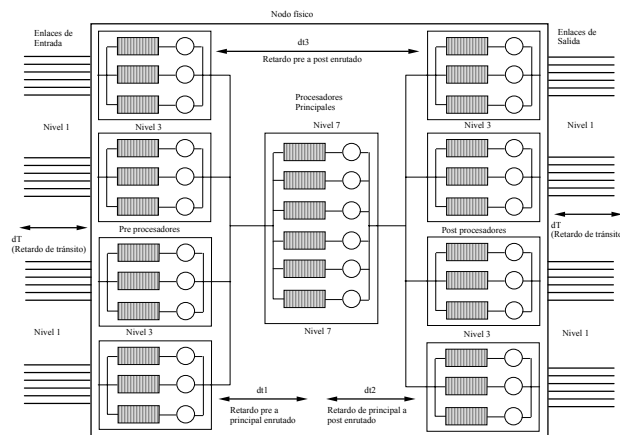 Nodo físico
Enlaces de
Entrada
Enlaces de
Salida
dt3
Retardo pre a post enrutado
Procesadores
Principales
Nivel 1
Nivel 3
Nivel 7
Nivel 3
Nivel 1
dT
(Retardo de tránsito)
Pre procesadores
Post procesadores
dT
(Retardo de tránsito)
Nivel 1
Nivel 3
Nivel 7
Nivel 3
Nivel 1
dt1
dt2
Retardo pre a
principal enrutado
Retardo de principal a
post enrutado